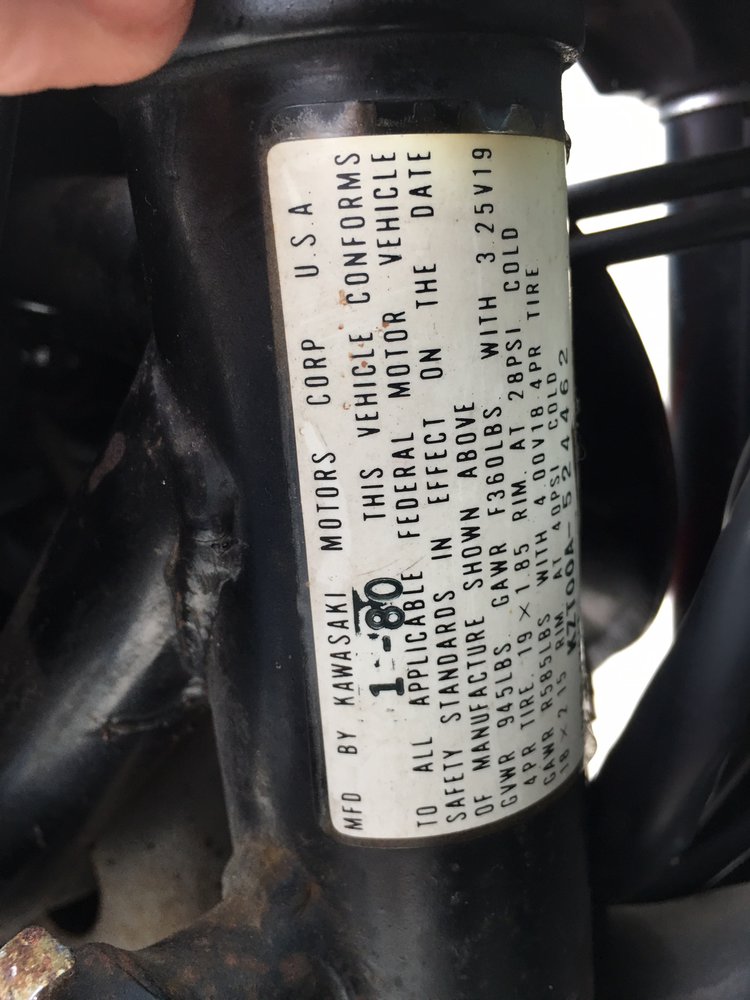 MFD BY KAWASAKI MOTORS CORP U.S.A.
1--80 THIS VEHICLE CONFORMS
TO ALL APPLICABLE FEDERAL MOTOR VEHICLE
SAFETY STANDARDS IN EFFECT ON THE DATE
OF MANUFACTURE SHOWN ABOVE
GVWR 945LBS. GAWR F360LBS. WITH 3.25V19
4PR TIRE. 19 × 1.85 RIM. AT 28PSI COLD
GAWR R585LBS WITH 4.00V18.4PR TIRE
18 × 2.15 RIM AT 40PSI COLD
KZT00A-524462